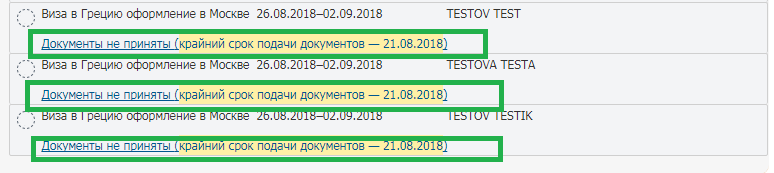 Виза в Грецию оформление в Москве 26.08.2018–02.09.2018 TESTOV TEST
Документы не приняты (крайний срок подачи документов — 21.08.2018)
Виза в Грецию оформление в Москве 26.08.2018–02.09.2018 TESTOVA TESTA
Документы не приняты (крайний срок подачи документов — 21.08.2018)
Виза в Грецию оформление в Москве 26.08.2018–02.09.2018 TESTOV TESTIK
Документы не приняты (крайний срок подачи документов — 21.08.2018)